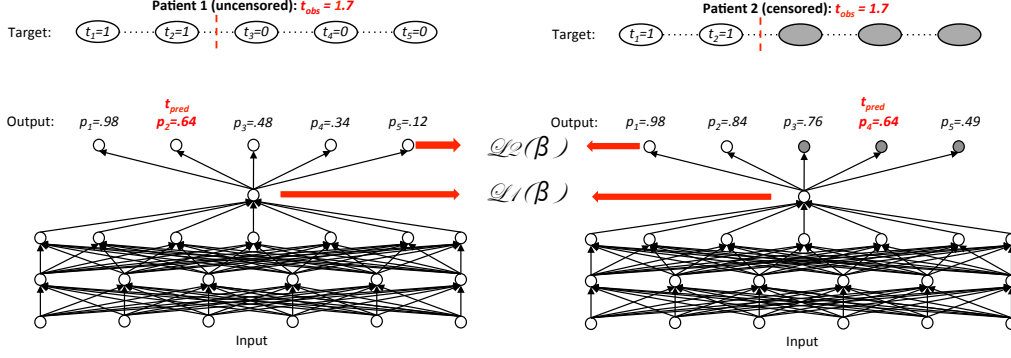 Patient 1 (uncensored): t_obs = 1.7
Target: t₁=1 t₂=1 t₃=0 t₄=0 t₅=0
t_pred
Output: p₁=.98 p₂=.64 p₃=.48 p₄=.34 p₅=.12
Input
ℒ2(β)
ℒ1(β)
Patient 2 (censored): t_obs = 1.7
Target: t₁=1 t₂=1
t_pred
Output: p₁=.98 p₂=.84 p₃=.76 p₄=.64 p₅=.49
Input